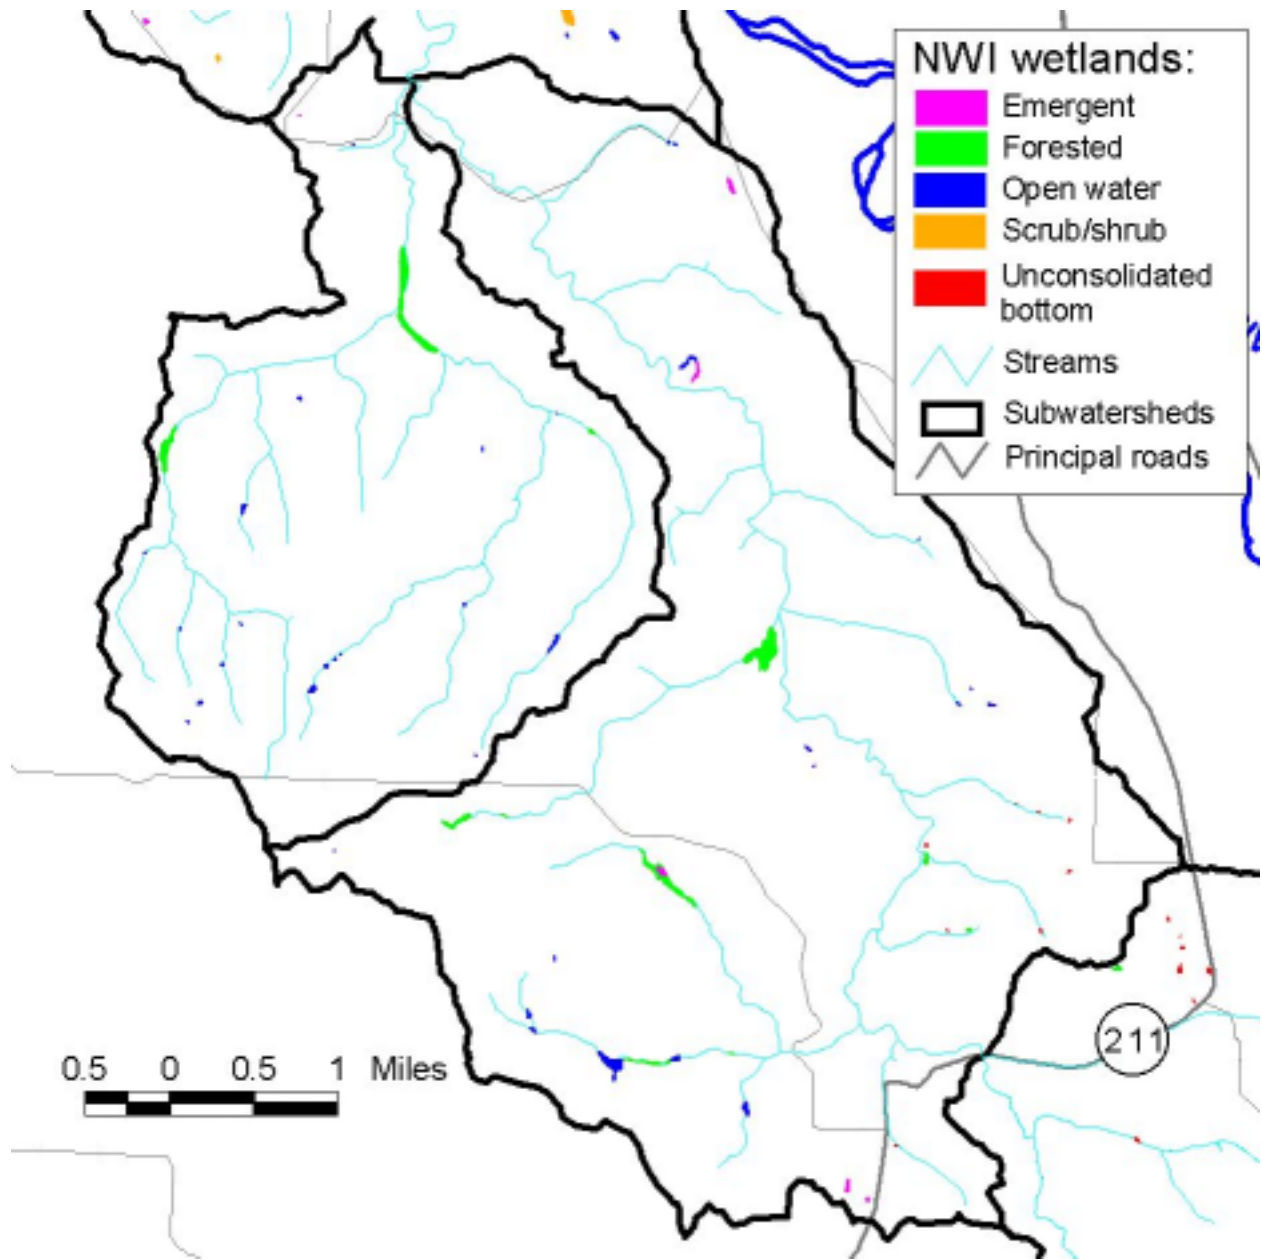 NWI wetlands:
Emergent
Forested
Open water
Scrub/shrub
Unconsolidated
bottom
Streams
Subwatersheds
Principal roads
211
0.5 0 0.5 1 Miles